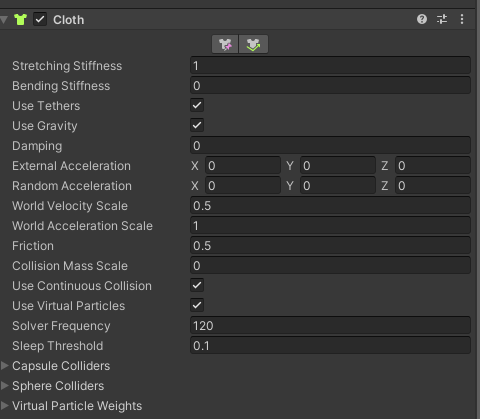 Cloth
Stretching Stiffness 1
Bending Stiffness 0
Use Tethers
Use Gravity
Damping 0
External Acceleration X 0 Y 0 Z 0
Random Acceleration X 0 Y 0 Z 0
World Velocity Scale 0.5
World Acceleration Scale 1
Friction 0.5
Collision Mass Scale 0
Use Continuous Collision
Use Virtual Particles
Solver Frequency 120
Sleep Threshold 0.1
Capsule Colliders
Sphere Colliders
Virtual Particle Weights